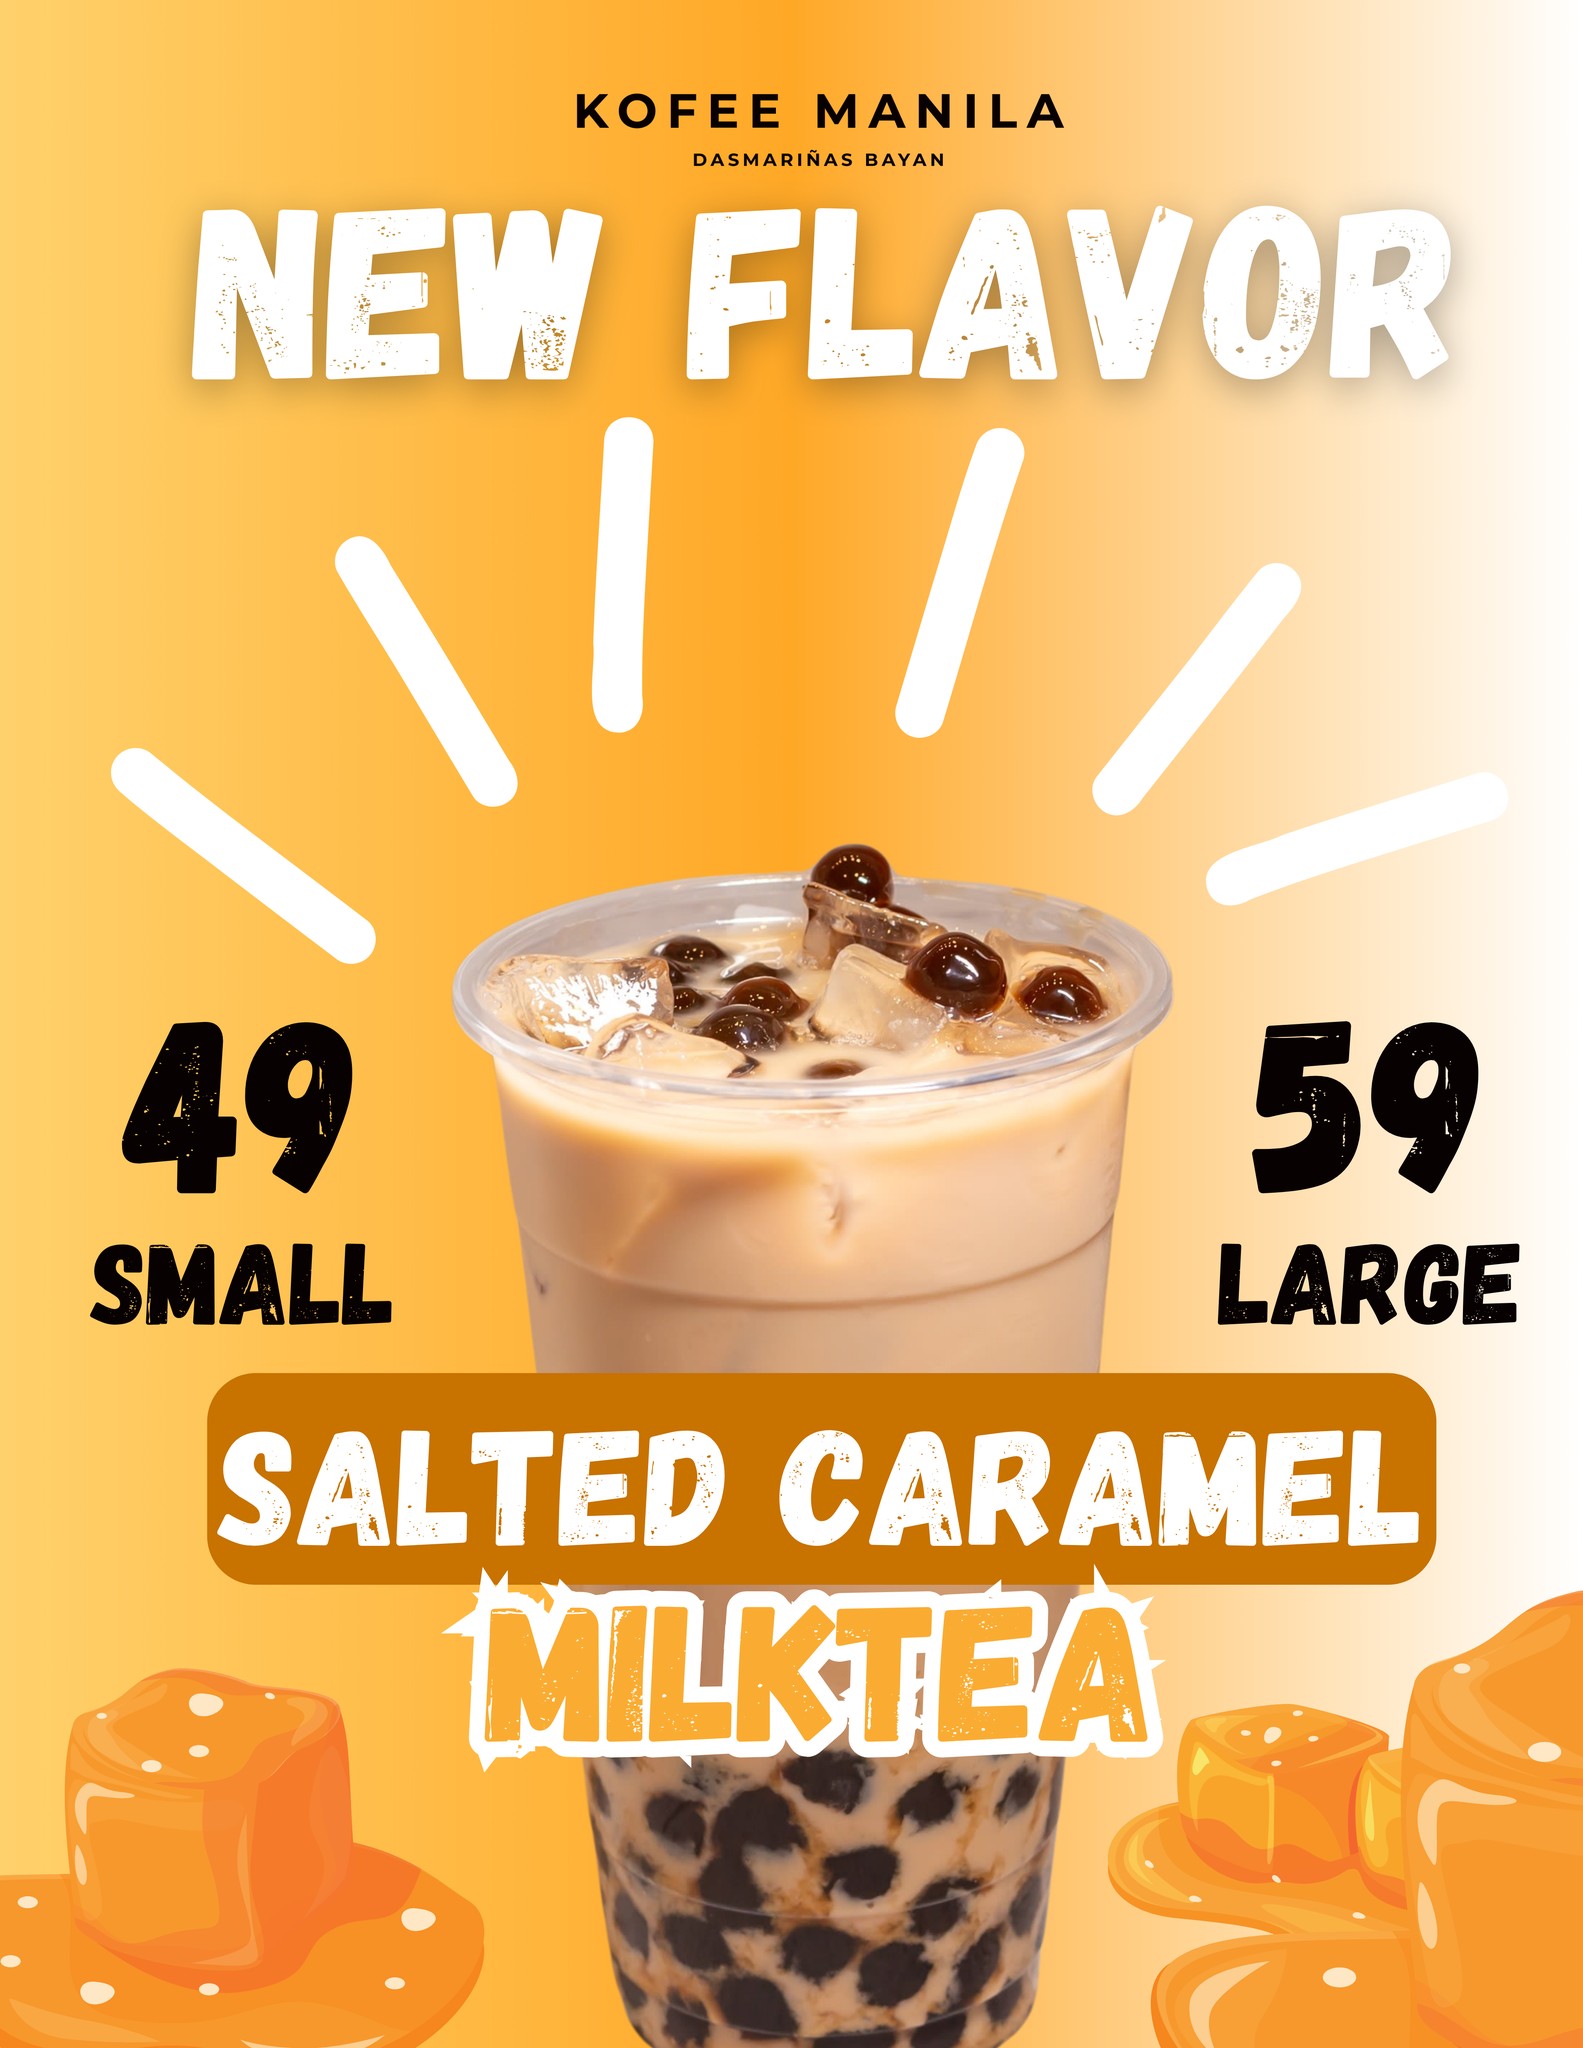 KOFEE MANILA
DASMARIÑAS BAYAN
NEW FLAVOR
49
SMALL
59
LARGE
SALTED CARAMEL
MILKTEA